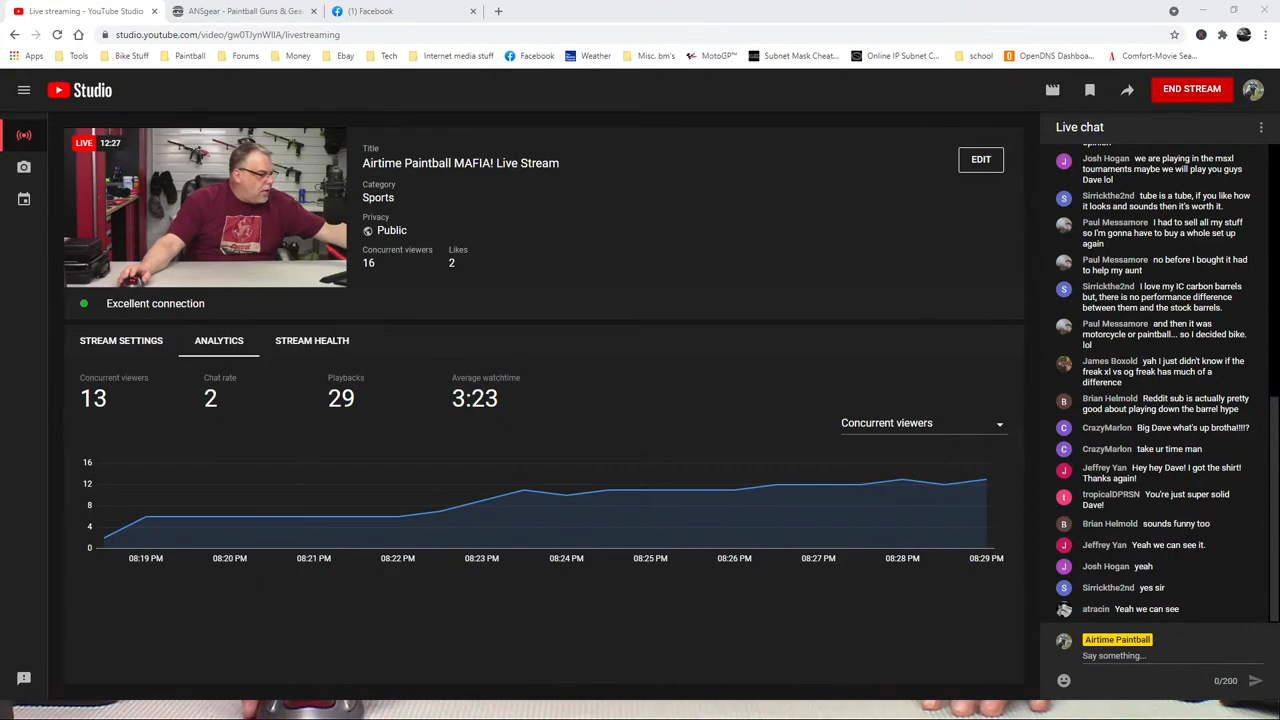 Live streaming - YouTube Studio
ANSgear - Paintball Guns & Gea
(1) Facebook
studio.youtube.com/video/gw0TJynWllA/livestreaming
Apps
Tools
Bike Stuff
Paintball
Forums
Money
Ebay
Tech
Internet media stuff
Facebook
Weather
Misc. bm's
MotoGP™
Subnet Mask Cheat...
Online IP Subnet C...
school
OpenDNS Dashboa...
Comfort-Movie Sea...
Studio
END STREAM
LIVE 12:27
Title
Airtime Paintball MAFIA! Live Stream
Category
Sports
Privacy
Public
Concurrent viewers
Likes
16
2
EDIT
Excellent connection
STREAM SETTINGS
ANALYTICS
STREAM HEALTH
Concurrent viewers
Chat rate
Playbacks
Average watchtime
13
2
29
3:23
Concurrent viewers
16
12
8
4
0
08:19 PM
08:20 PM
08:21 PM
08:22 PM
08:23 PM
08:24 PM
08:25 PM
08:26 PM
08:27 PM
08:28 PM
08:29 PM
Live chat
opinion
Josh Hogan we are playing in the msxl
tournaments maybe we will play you guys
Dave lol
Sirrickthe2nd tube is a tube, if you like how
it looks and sounds then it's worth it.
Paul Messamore I had to sell all my stuff
so I'm gonna have to buy a whole set up
again
Paul Messamore no before I bought it had
to help my aunt
Sirrickthe2nd I love my IC carbon barrels
but, there is no performance difference
between them and the stock barrels.
Paul Messamore and then it was
motorcycle or paintball... so I decided bike.
lol
James Boxold yah I just didn't know if the
freak xl vs og freak has much of a
difference
Brian Helmold Reddit sub is actually pretty
good about playing down the barrel hype
CrazyMarlon Big Dave what's up brotha!!!!?
CrazyMarlon take ur time man
Jeffrey Yan Hey hey Dave! I got the shirt!
Thanks again!
tropicalDPRSN You're just super solid
Dave!
Brian Helmold sounds funny too
Jeffrey Yan Yeah we can see it.
Josh Hogan yeah
Sirrickthe2nd yes sir
atracin Yeah we can see
Airtime Paintball
Say something...
0/200